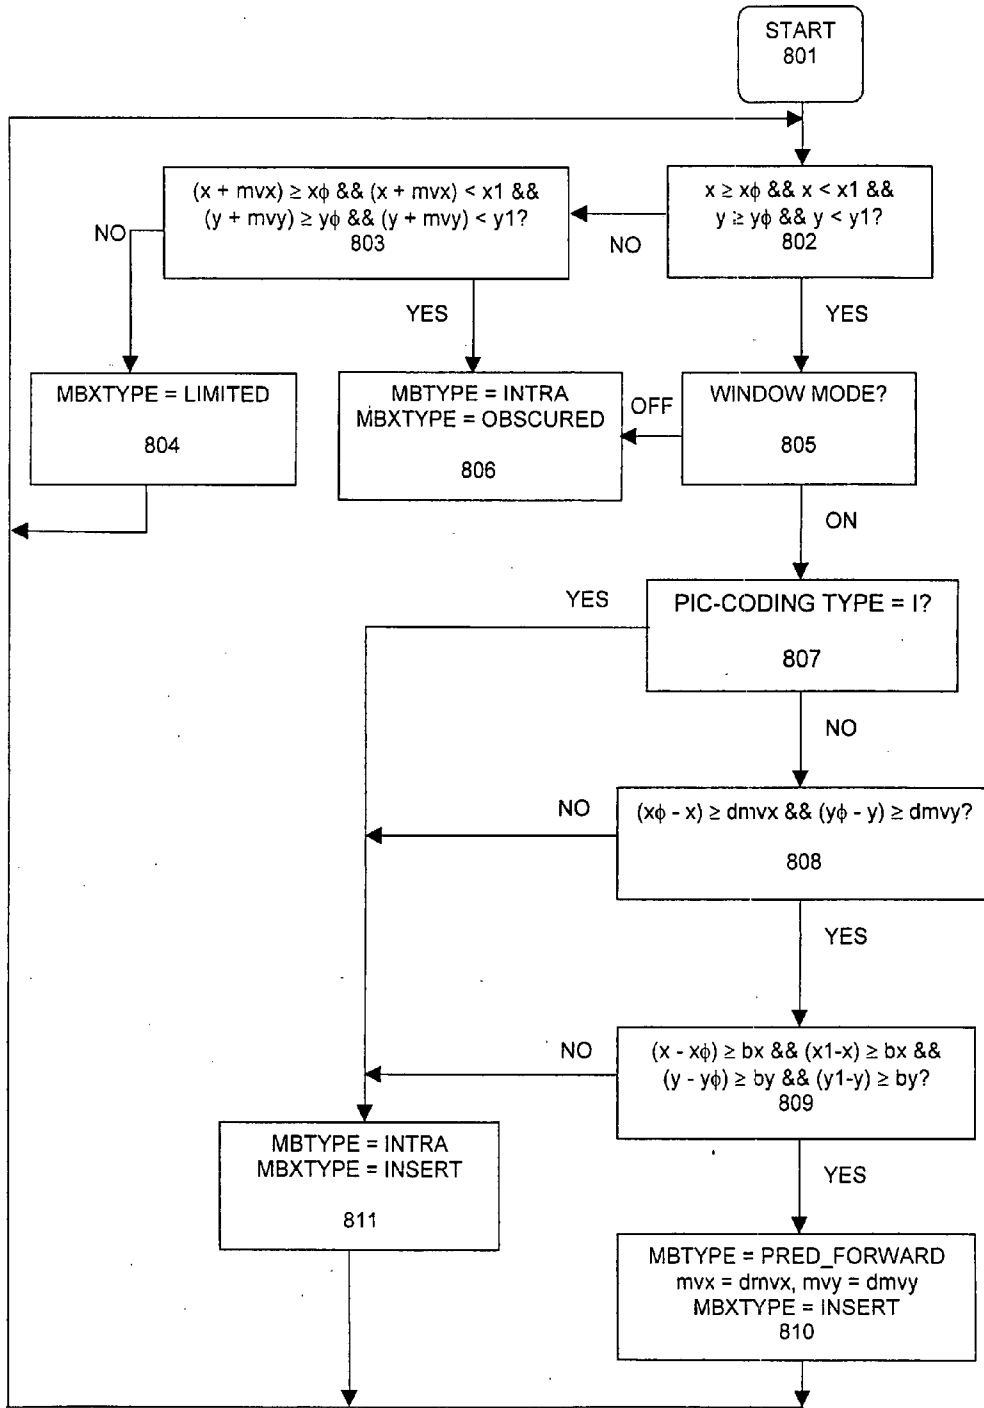 START
801
(x + mvx) ≥ xϕ && (x + mvx) < x1 &&
(y + mvy) ≥ yϕ && (y + mvy) < y1?
803
x ≥ xϕ && x < x1 &&
y ≥ yϕ && y < y1?
802
NO
NO
YES
YES
MBXTYPE = LIMITED
804
MBTYPE = INTRA
MBXTYPE = OBSCURED
806
OFF
WINDOW MODE?
805
ON
YES
PIC-CODING TYPE = I?
807
NO
NO
(xϕ - x) ≥ dmvx && (yϕ - y) ≥ dmvy?
808
YES
NO
(x - xϕ) ≥ bx && (x1-x) ≥ bx &&
(y - yϕ) ≥ by && (y1-y) ≥ by?
809
MBTYPE = INTRA
MBXTYPE = INSERT
811
YES
MBTYPE = PRED_FORWARD
mvx = dmvx, mvy = dmvy
MBXTYPE = INSERT
810